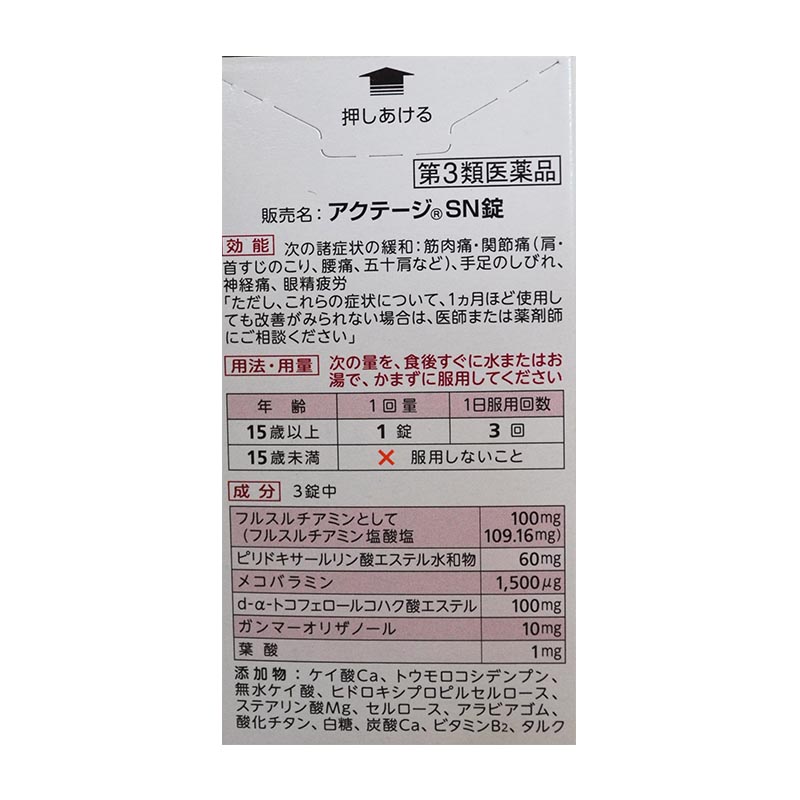 押しあける
第3類医薬品
販売名：アクテージ®SN錠
効能 次の諸症状の緩和：筋肉痛・関節痛（肩・
首すじのこり、腰痛、五十肩など）、手足のしびれ、
神経痛、眼精疲労
「ただし、これらの症状について、1ヵ月ほど使用し
ても改善がみられない場合は、医師または薬剤師
にご相談ください」
用法・用量 次の量を、食後すぐに水またはお
湯で、かまずに服用してください
年齢 1回量 1日服用回数
15歳以上 1錠 3回
15歳未満 × 服用しないこと
成分 3錠中
フルスルチアミンとして 100mg
（フルスルチアミン塩酸塩 109.16mg）
ピリドキサールリン酸エステル水和物 60mg
メコバラミン 1,500μg
d-α-トコフェロールコハク酸エステル 100mg
ガンマーオリザノール 10mg
葉酸 1mg
添加物：ケイ酸Ca、トウモロコシデンプン、
無水ケイ酸、ヒドロキシプロピルセルロース、
ステアリン酸Mg、セルロース、アラビアゴム、
酸化チタン、白糖、炭酸Ca、ビタミンB₂、タルク